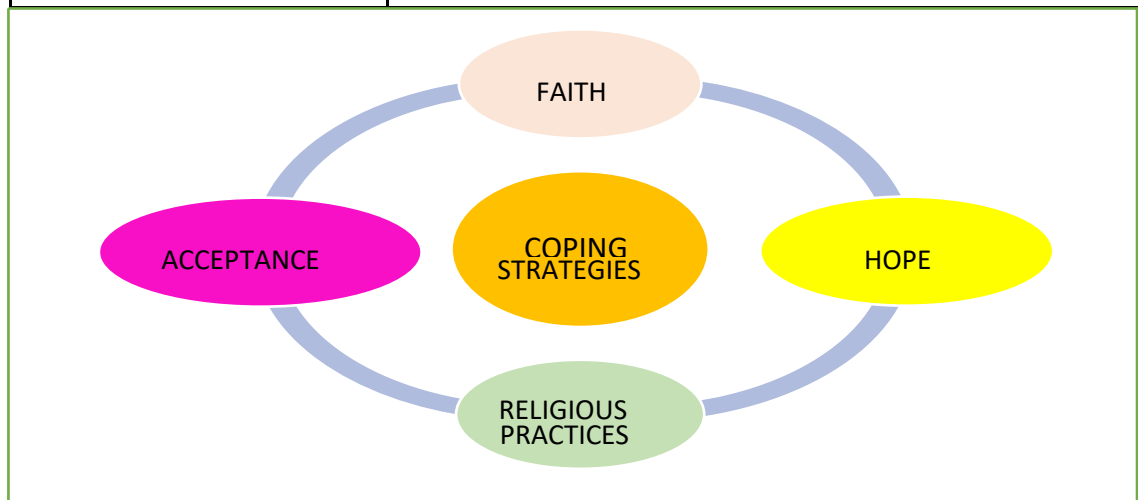 FAITH
ACCEPTANCE
COPING
STRATEGIES
HOPE
RELIGIOUS
PRACTICES